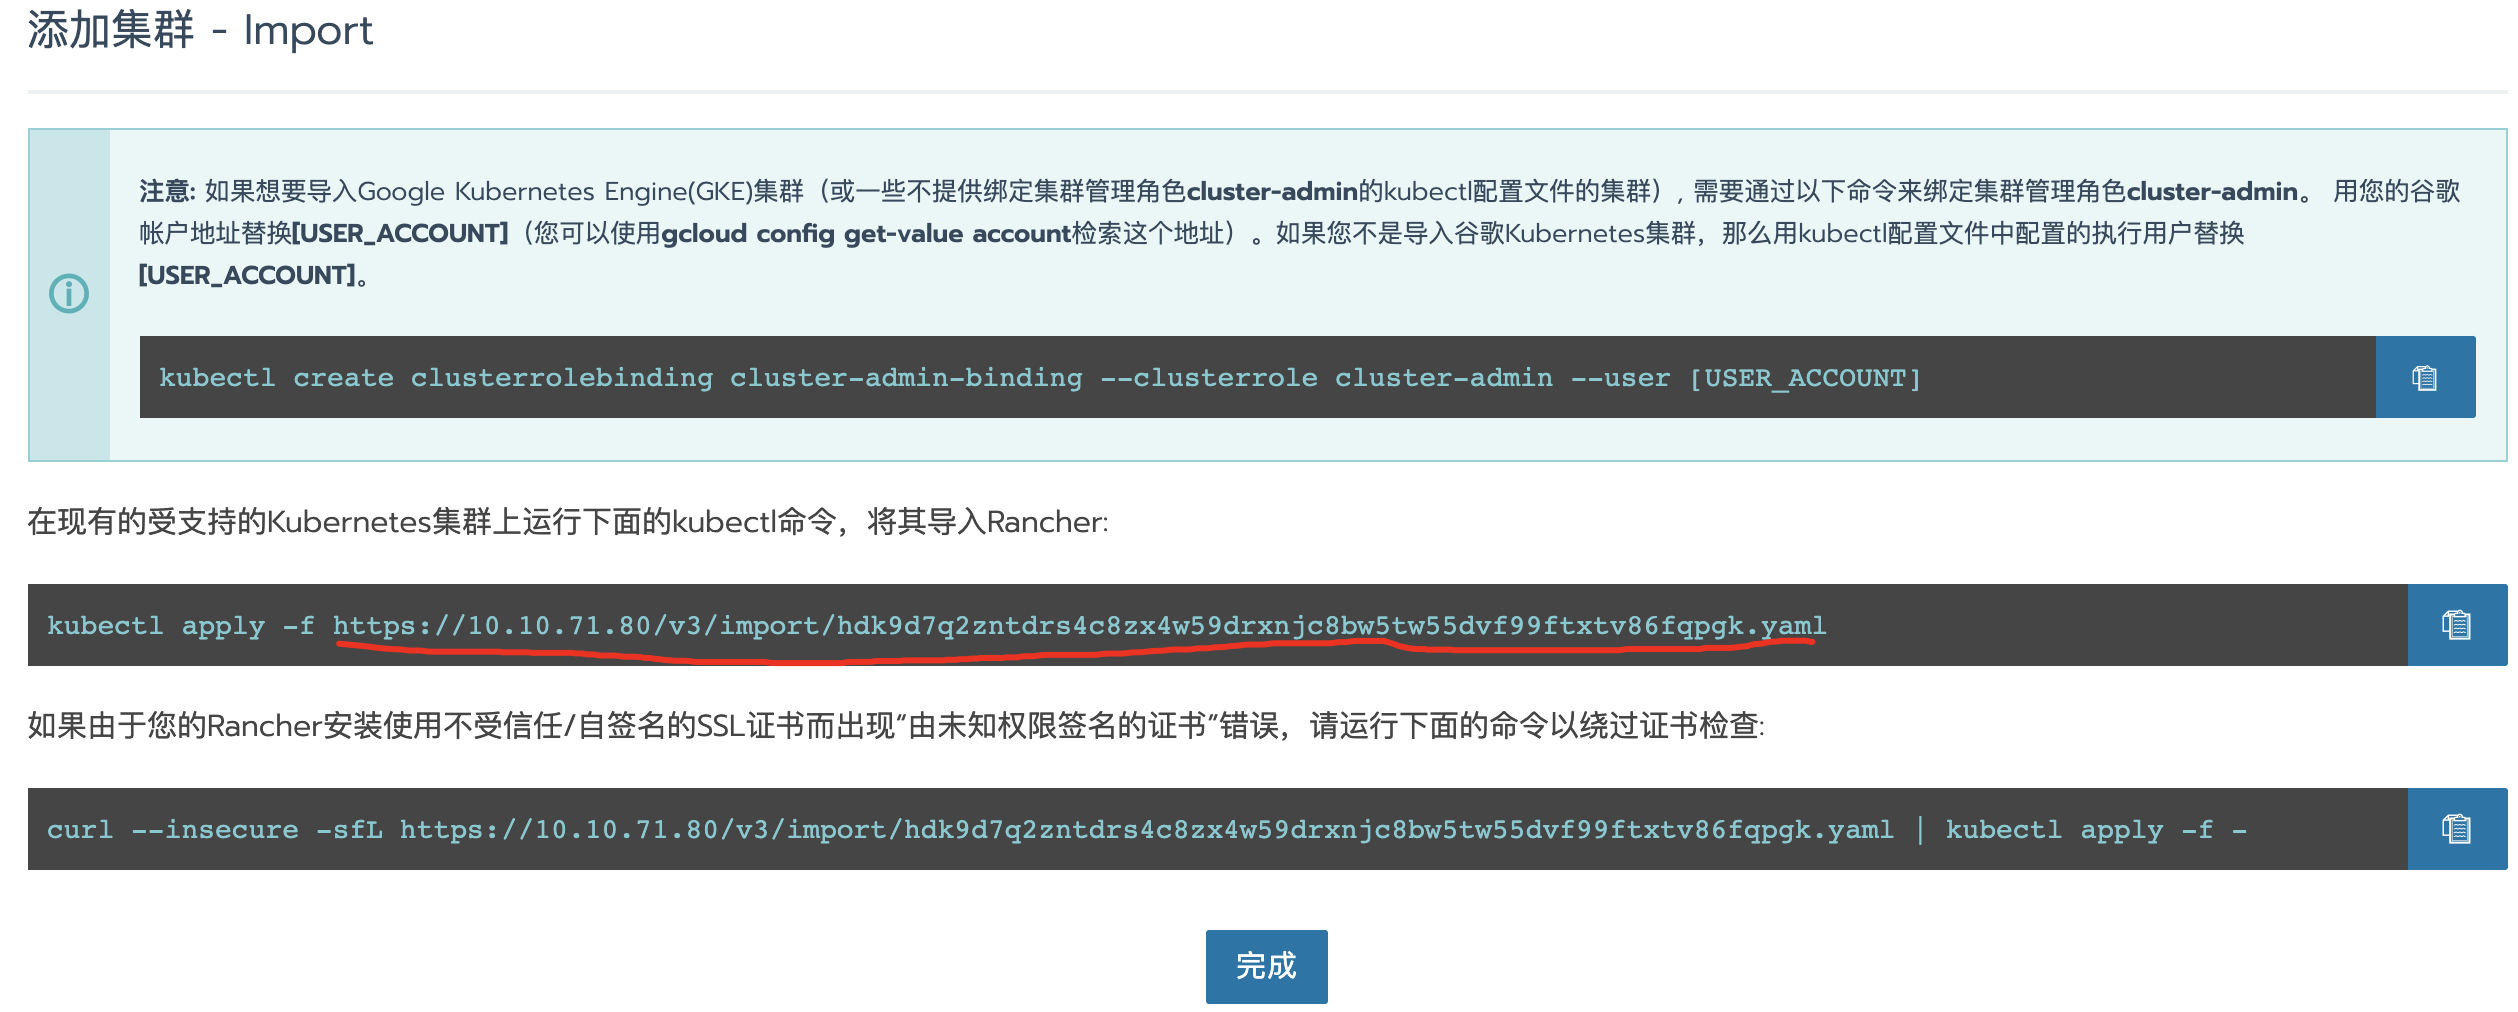 添加集群 - Import
注意: 如果想要导入Google Kubernetes Engine(GKE)集群（或一些不提供绑定集群管理角色cluster-admin的kubectl配置文件的集群）, 需要通过以下命令来绑定集群管理角色cluster-admin。 用您的谷歌
帐户地址替换[USER_ACCOUNT]（您可以使用gcloud config get-value account检索这个地址）。如果您不是导入谷歌Kubernetes集群，那么用kubectl配置文件中配置的执行用户替换
[USER_ACCOUNT]。
kubectl create clusterrolebinding cluster-admin-binding --clusterrole cluster-admin --user [USER_ACCOUNT]
在现有的受支持的Kubernetes集群上运行下面的kubectl命令，将其导入Rancher:
kubectl apply -f https://10.10.71.80/v3/import/hdk9d7q2zntdrs4c8zx4w59drxnjc8bw5tw55dvf99ftxtv86fqpgk.yaml
如果由于您的Rancher安装使用不受信任/自签名的SSL证书而出现“由未知权限签名的证书”错误，请运行下面的命令以绕过证书检查:
curl --insecure -sfL https://10.10.71.80/v3/import/hdk9d7q2zntdrs4c8zx4w59drxnjc8bw5tw55dvf99ftxtv86fqpgk.yaml | kubectl apply -f -
完成